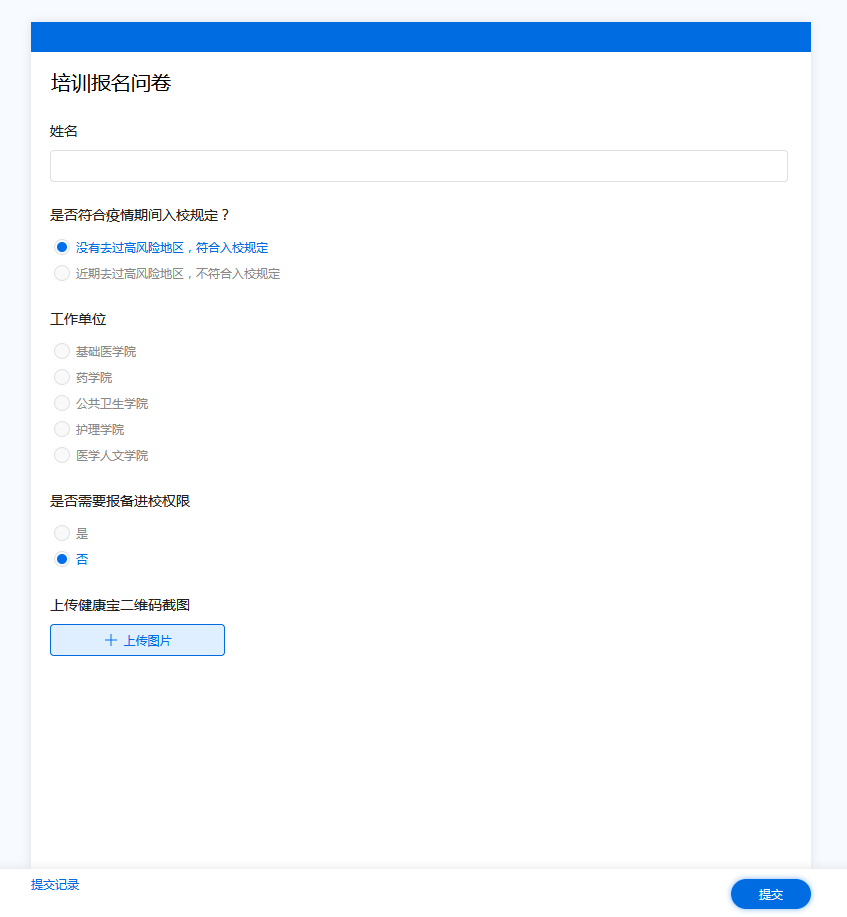 培训报名问卷
姓名
是否符合疫情期间入校规定？
没有去过高风险地区，符合入校规定
近期去过高风险地区，不符合入校规定
工作单位
基础医学院
药学院
公共卫生学院
护理学院
医学人文学院
是否需要报备进校权限
是
否
上传健康宝二维码截图
上传图片
提交记录
提交